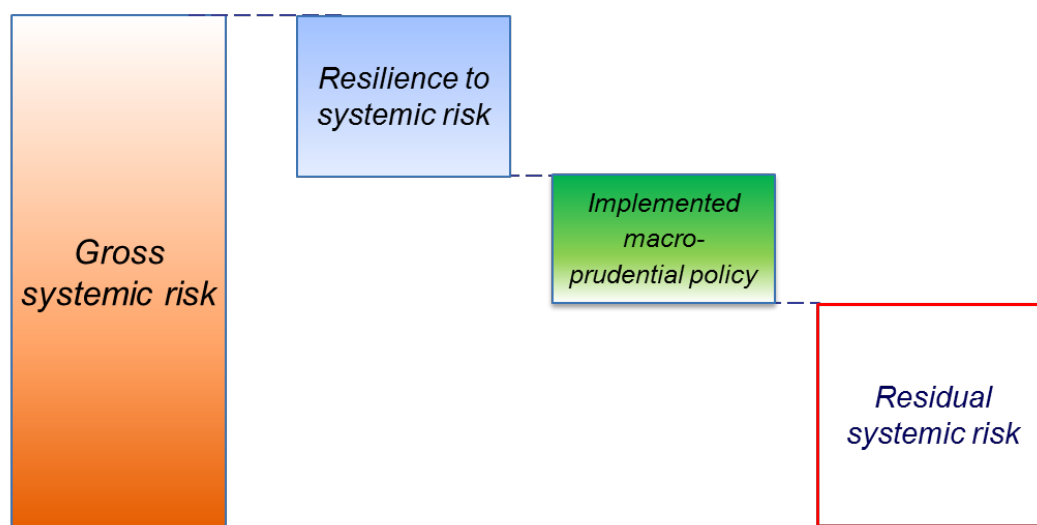 Gross
systemic risk
Resilience to
systemic risk
Implemented
macro-
prudential policy
Residual
systemic risk